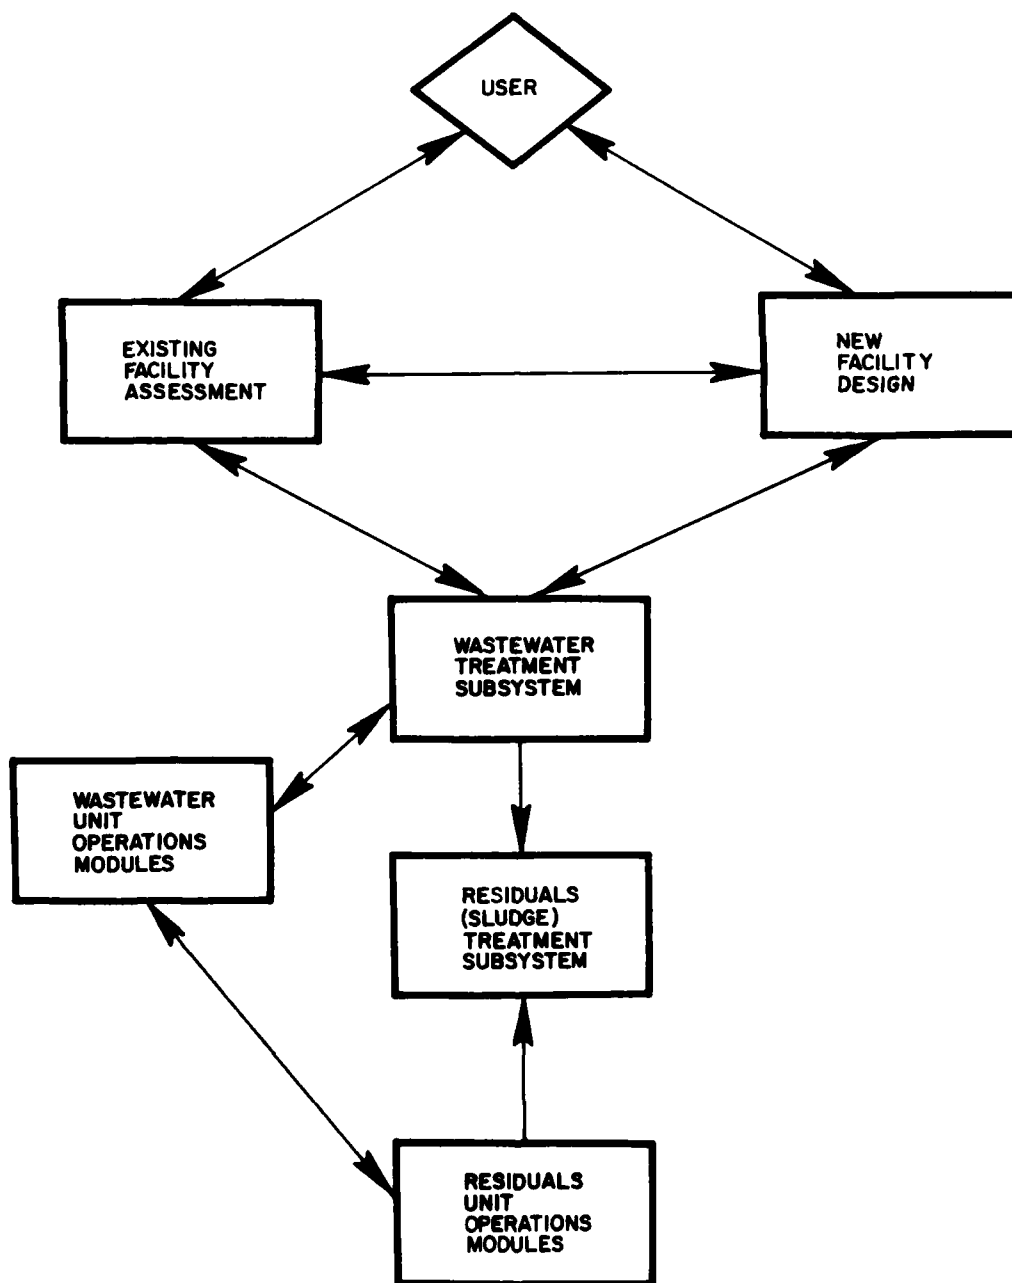 USER
EXISTING
FACILITY
ASSESSMENT
NEW
FACILITY
DESIGN
WASTEWATER
TREATMENT
SUBSYSTEM
WASTEWATER
UNIT
OPERATIONS
MODULES
RESIDUALS
(SLUDGE)
TREATMENT
SUBSYSTEM
RESIDUALS
UNIT
OPERATIONS
MODULES